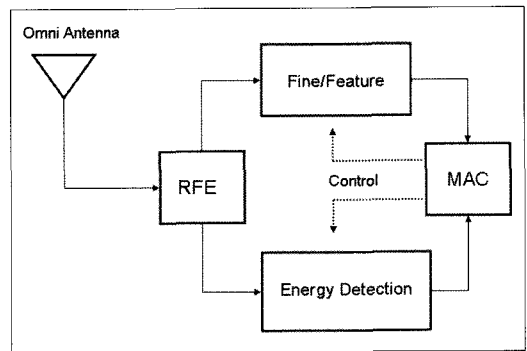 Omni Antenna
Fine/Feature
RFE
Control
MAC
Energy Detection